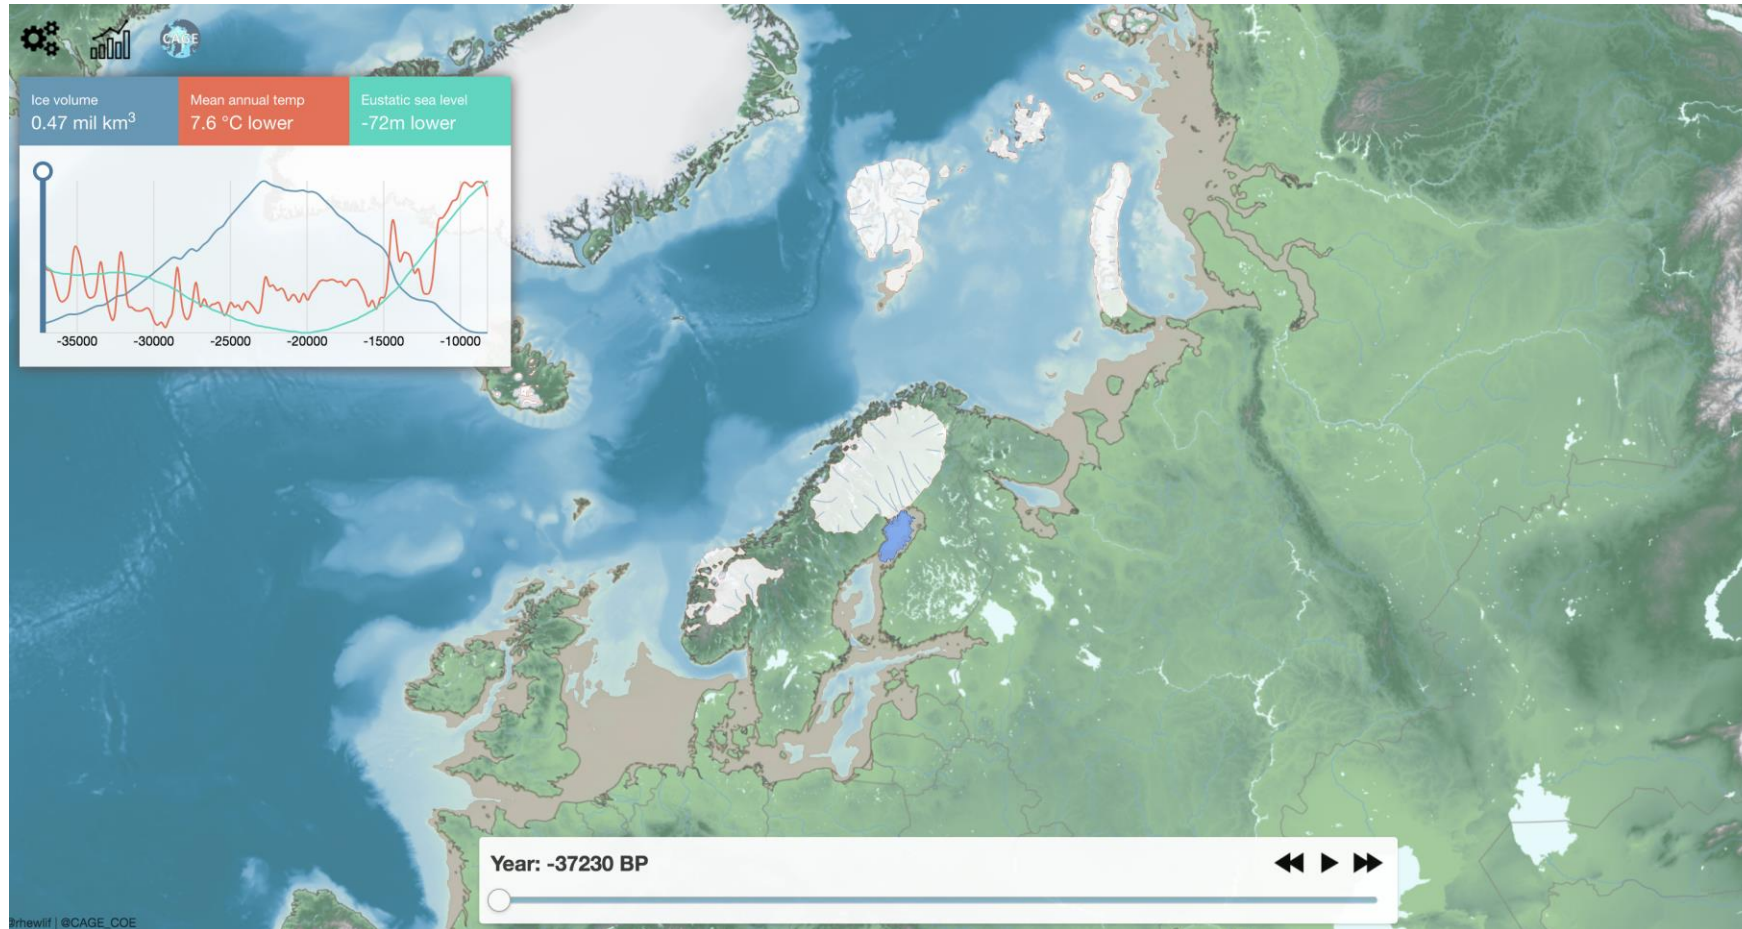 CAGE
Ice volume
0.47 mil km³
Mean annual temp
7.6 °C lower
Eustatic sea level
-72m lower
-35000 -30000 -25000 -20000 -15000 -10000
Year: -37230 BP
@rhewlif | @CAGE_COE